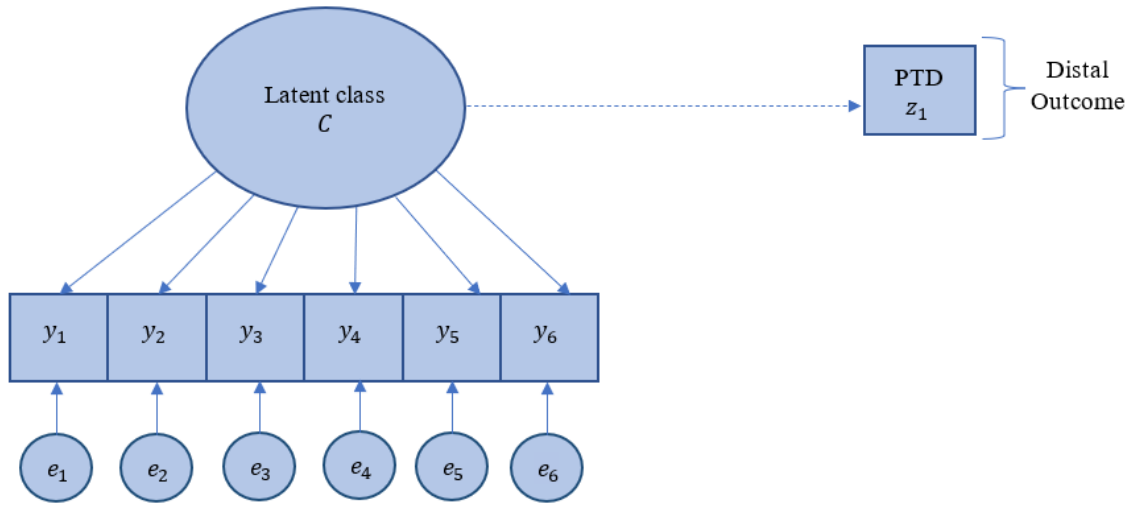 Latent class
C
PTD
z₁
Distal
Outcome
y₁ y₂ y₃ y₄ y₅ y₆
e₁ e₂ e₃ e₄ e₅ e₆